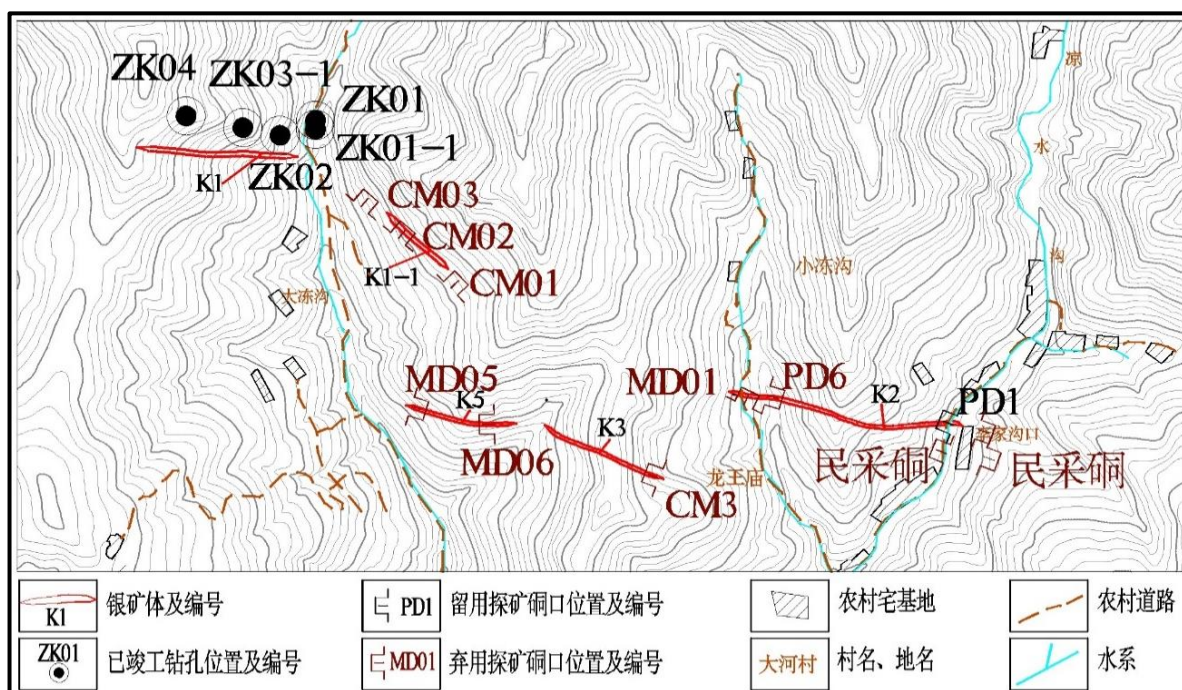 ZK04
ZK03-1
ZK01
ZK01-1
ZK02
K1
CM03
CM02
CM01
K1-1
大冻沟
小冻沟
凉
水
沟
MD05
K5
MD06
K3
CM3
MD01
PD6
K2
PD1
李家沟口
民采硐
民采硐
龙王庙
K1
银矿体及编号
PD1
留用探矿硐口位置及编号
农村宅基地
农村道路
ZK01
已竣工钻孔位置及编号
MD01
弃用探矿硐口位置及编号
大河村
村名、地名
水系